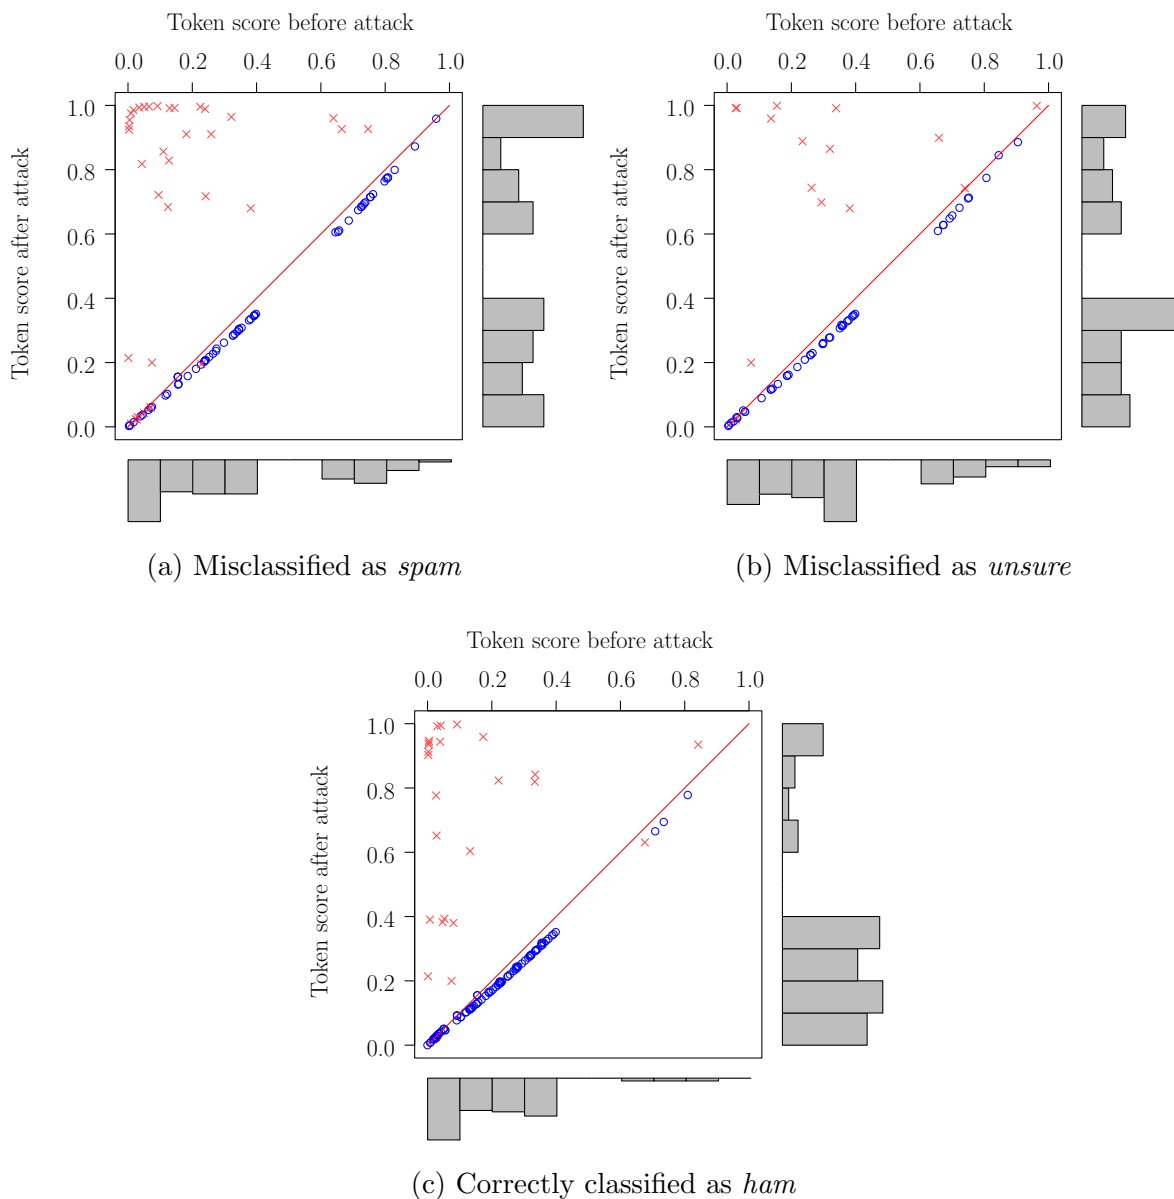 Token score before attack
0.0 0.2 0.4 0.6 0.8 1.0
Token score after attack
1.0
0.8
0.6
0.4
0.2
0.0
(a) Misclassified as spam
Token score before attack
0.0 0.2 0.4 0.6 0.8 1.0
Token score after attack
1.0
0.8
0.6
0.4
0.2
0.0
(b) Misclassified as unsure
Token score before attack
0.0 0.2 0.4 0.6 0.8 1.0
Token score after attack
1.0
0.8
0.6
0.4
0.2
0.0
(c) Correctly classified as ham